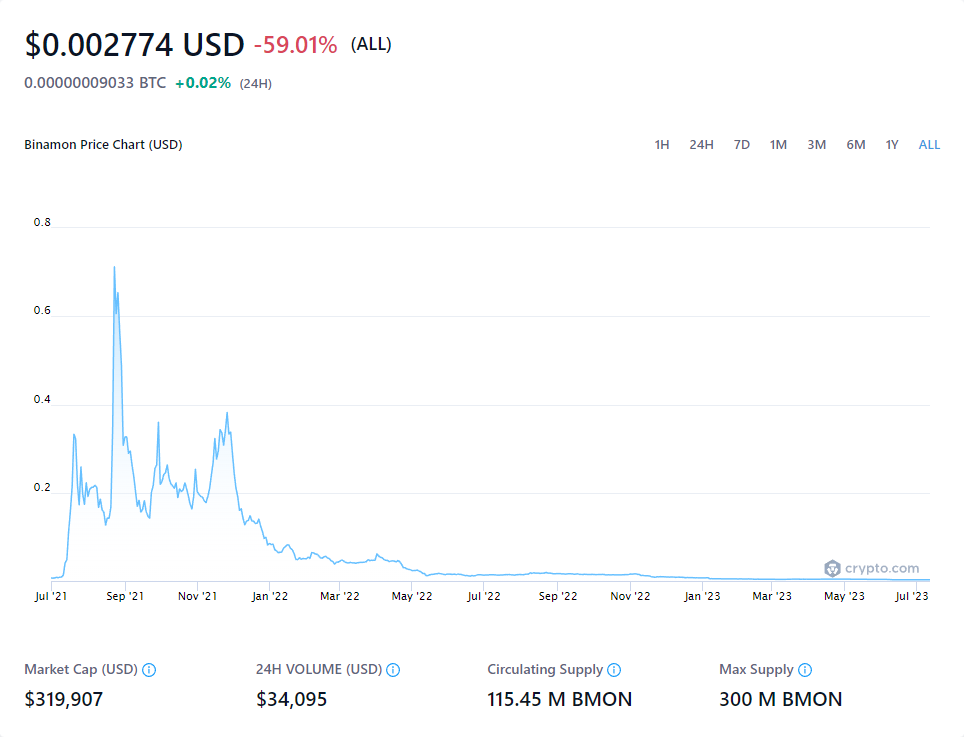 $0.002774 USD -59.01% (ALL)
0.00000009033 BTC +0.02% (24H)
Binamon Price Chart (USD) 1H 24H 7D 1M 3M 6M 1Y ALL
0.8
0.6
0.4
0.2
crypto.com
Jul '21 Sep '21 Nov '21 Jan '22 Mar '22 May '22 Jul '22 Sep '22 Nov '22 Jan '23 Mar '23 May '23 Jul '23
Market Cap (USD) 24H VOLUME (USD) Circulating Supply Max Supply
$319,907 $34,095 115.45 M BMON 300 M BMON